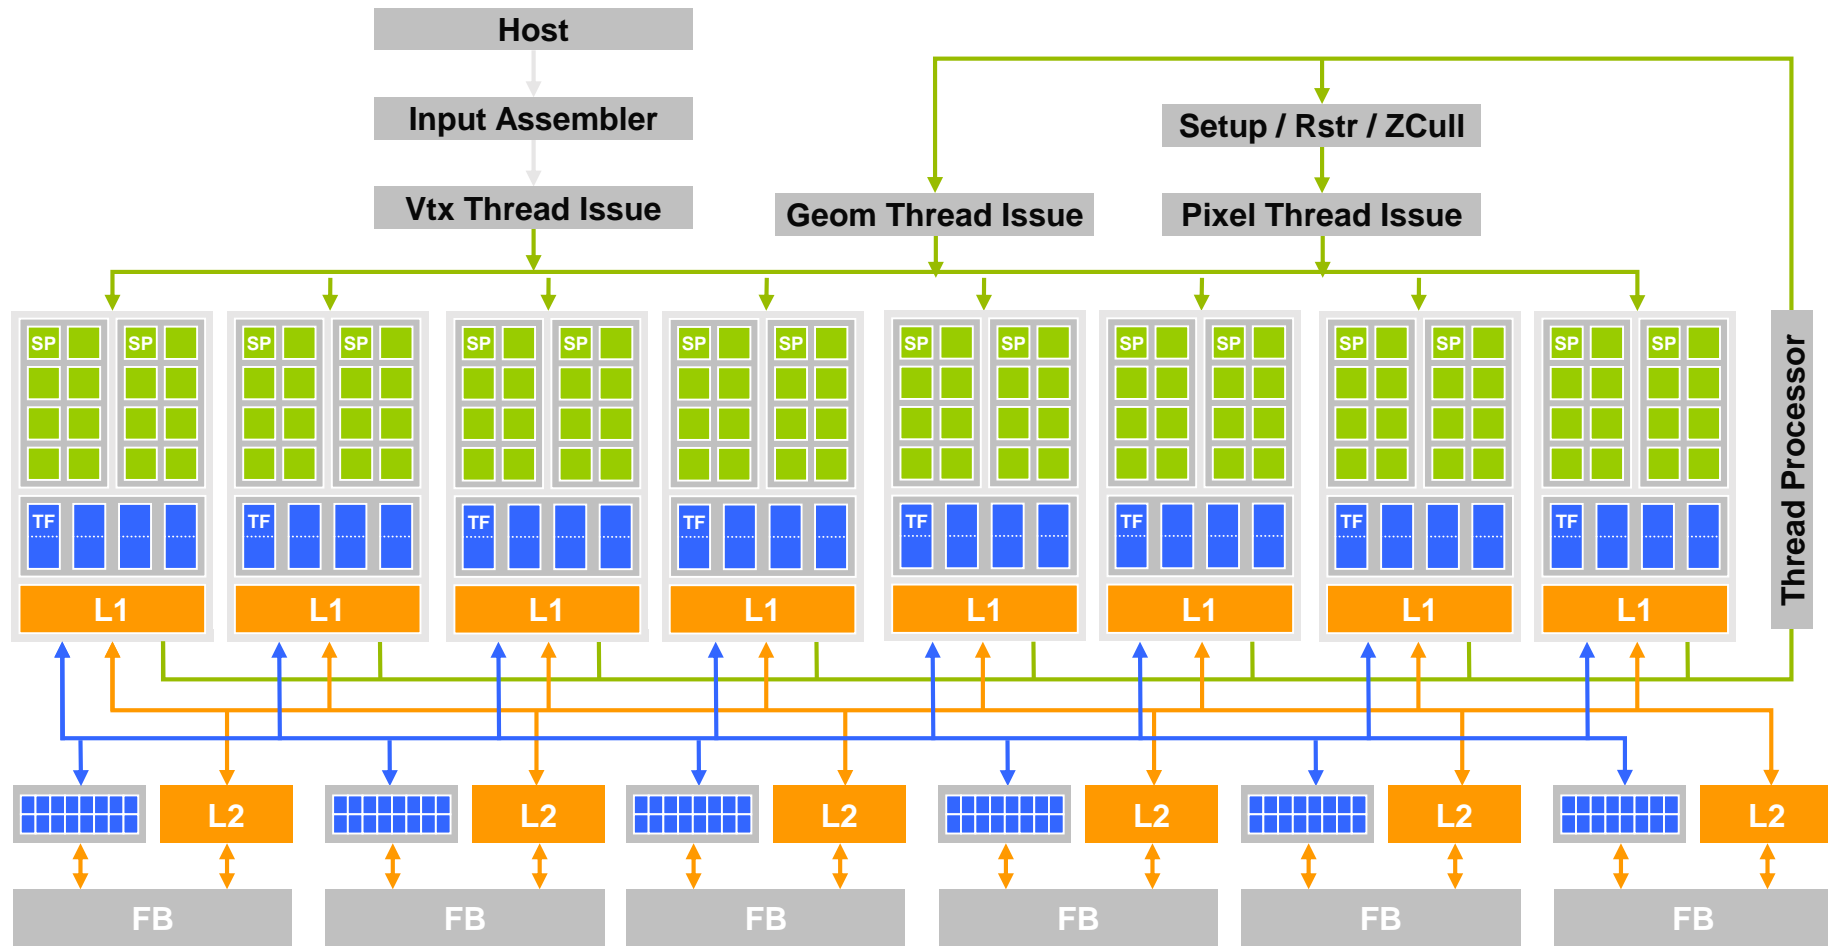 Host
Input Assembler
Setup / Rstr / ZCull
Vtx Thread Issue
Geom Thread Issue
Pixel Thread Issue
SP SP SP SP SP SP SP SP SP SP SP SP SP SP SP SP
Thread Processor
TF TF TF TF TF TF TF TF
L1 L1 L1 L1 L1 L1 L1 L1
L2 L2 L2 L2 L2 L2
FB FB FB FB FB FB